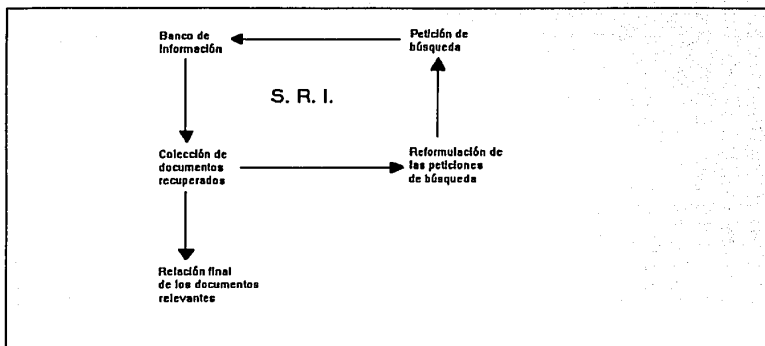 Banco de
Información
Petición de
búsqueda
S. R. I.
Colección de
documentos
recuperados
Reformulación de
las peticiones
de búsqueda
Relación final
de los documentos
relevantes